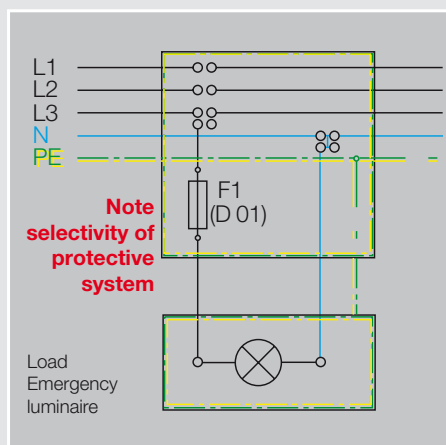 L1
L2
L3
N
PE
F1
(D 01)
Note
selectivity of
protective
system
Load
Emergency
luminaire